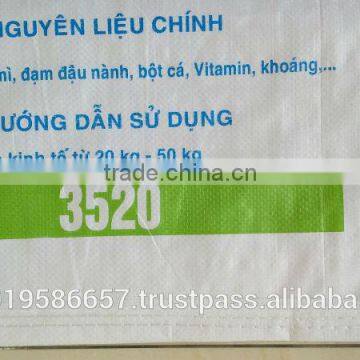 NGUYÊN LIỆU CHÍNH
mì, đạm đậu nành, bột cá, Vitamin, khoáng,...
ƯỚNG DẪN SỬ DỤNG
kinh tế từ 20 kg - 50 kg
trade.china.cn
3520
019586657.trustpass.alibaba